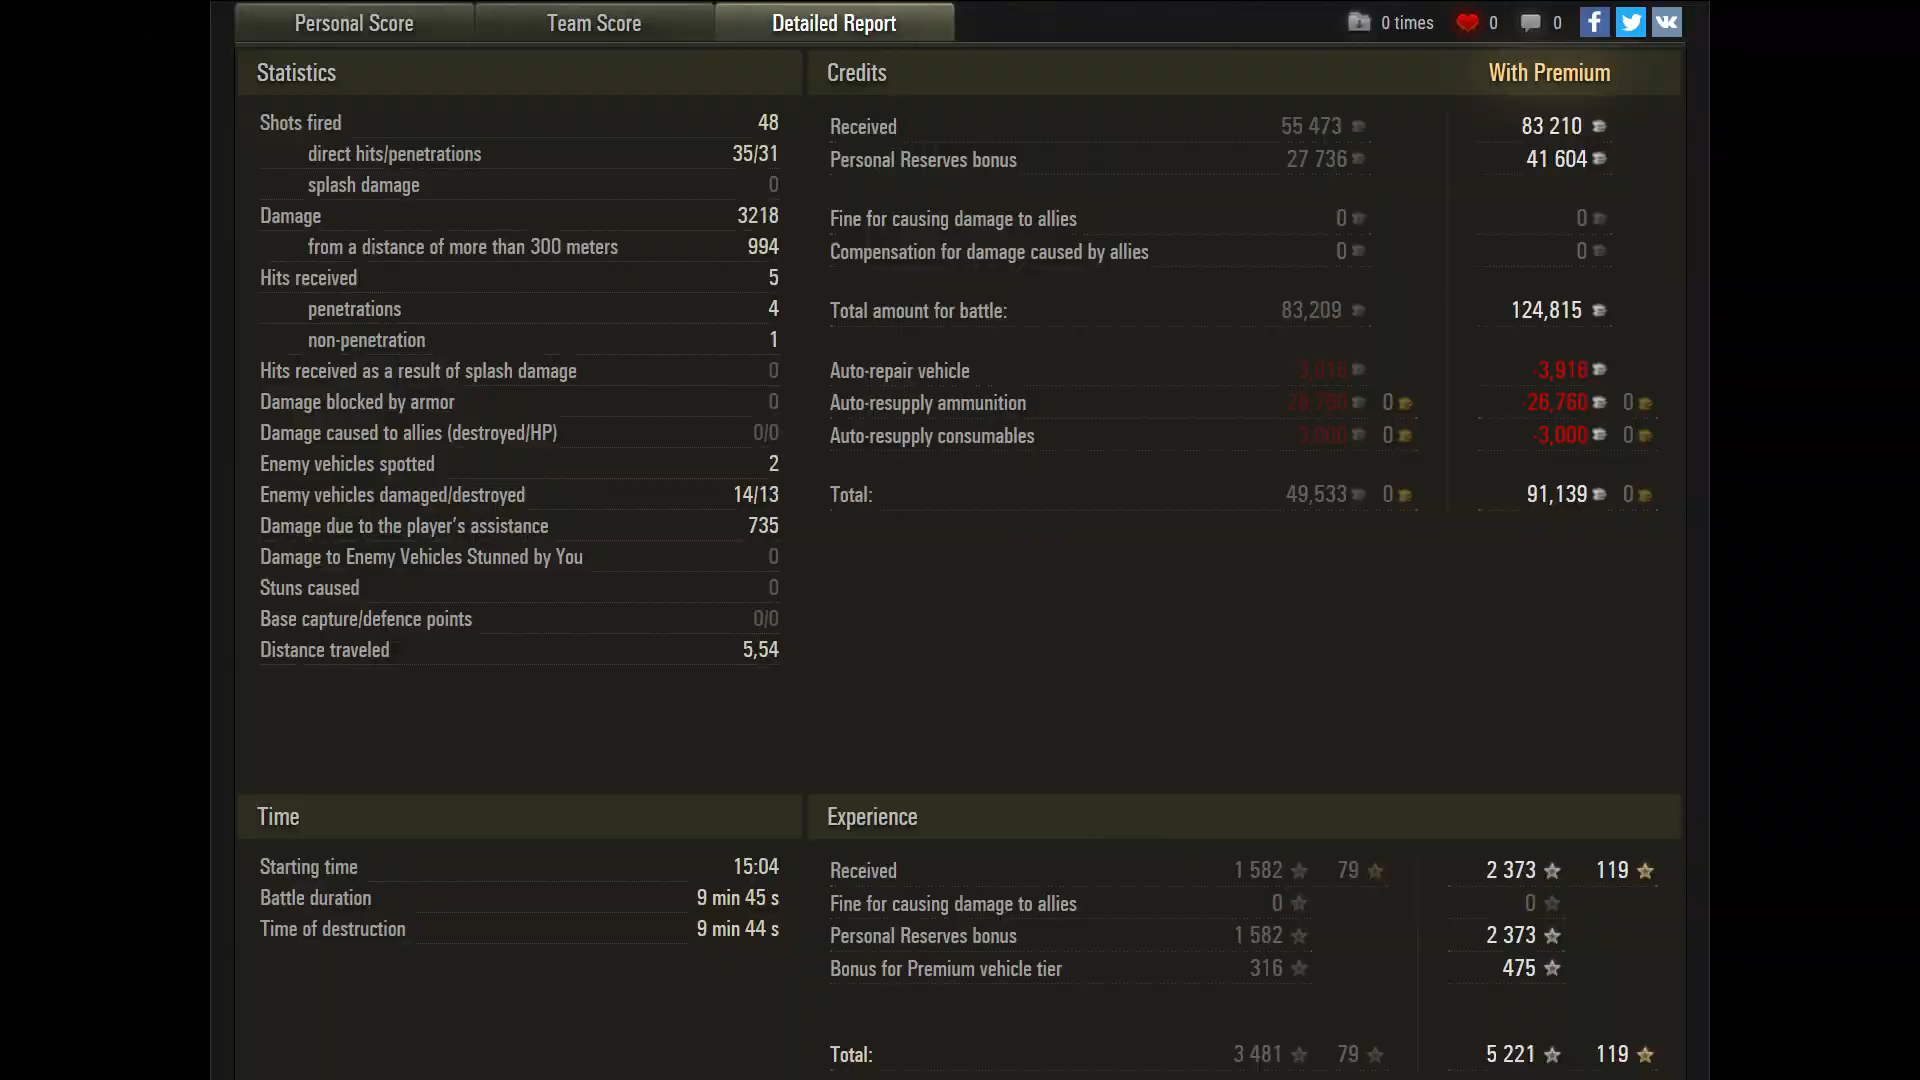 Personal Score
Team Score
Detailed Report
0 times
0
0
Statistics
Shots fired 48
direct hits/penetrations 35/31
splash damage 0
Damage 3218
from a distance of more than 300 meters 994
Hits received 5
penetrations 4
non-penetration 1
Hits received as a result of splash damage 0
Damage blocked by armor 0
Damage caused to allies (destroyed/HP) 0/0
Enemy vehicles spotted 2
Enemy vehicles damaged/destroyed 14/13
Damage due to the player's assistance 735
Damage to Enemy Vehicles Stunned by You 0
Stuns caused 0
Base capture/defence points 0/0
Distance traveled 5,54
Credits With Premium
Received 55 473 83 210
Personal Reserves bonus 27 736 41 604
Fine for causing damage to allies 0 0
Compensation for damage caused by allies 0 0
Total amount for battle: 83,209 124,815
Auto-repair vehicle -3,916 -3,916
Auto-resupply ammunition -26,760 0 -26,760 0
Auto-resupply consumables -3,000 0 -3,000 0
Total: 49,533 0 91,139 0
Time
Starting time 15:04
Battle duration 9 min 45 s
Time of destruction 9 min 44 s
Experience
Received 1 582 79 2 373 119
Fine for causing damage to allies 0 0
Personal Reserves bonus 1 582 2 373
Bonus for Premium vehicle tier 316 475
Total: 3 481 79 5 221 119